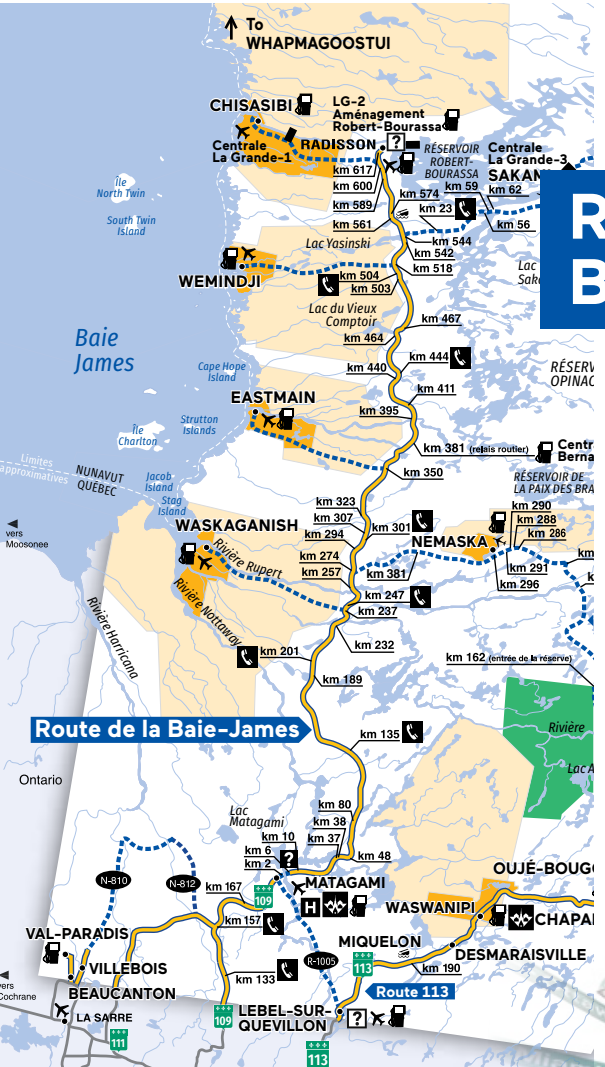 To
WHAPMAGOOSTUI
CHISASIBI
LG-2
Aménagement
Robert-Bourassa
Centrale
La Grande-1
RADISSON
?
RÉSERVOIR
ROBERT-
BOURASSA
Centrale
La Grande-3
km 617
km 600
km 589
km 561
km 574
km 23
km 59
km 62
km 56
Île
North Twin
South Twin
Island
Lac Yasinski
km 544
km 542
km 518
WEMINDJI
km 504
km 503
Lac du Vieux
Comptoir
Lac
R
B
km 467
km 464
km 444
km 440
Baie
James
Cape Hope
Island
km 411
EASTMAIN
km 395
Strutton
Islands
Île
Charlton
km 381 (relais routier)
km 350
Limites
approximatives
NUNAVUT
QUÉBEC
Jacob
Island
Stag
Island
RÉSERVOIR DE
km 323
km 307
km 294
km 301
km 274
km 257
km 290
km 288
km 286
WASKAGANISH
NEMASKA
vers
Moosonee
Rivière Rupert
km 381
km 291
km 296
km 247
km 237
Rivière Nottaway
Rivière Harricana
km 232
km 201
km 189
km 162 (entrée de la réserve)
Route de la Baie-James
km 135
Rivière
Ontario
Lac
Matagami
km 80
km 38
km 37
km 10
km 6
km 2
?
km 48
N-810
N-812
km 167
109
MATAGAMI
H
WASWANIPI
km 157
VAL-PARADIS
VILLEBOIS
BEAUCANTON
km 133
R-1005
MIQUELON
113
km 190
DESMARAISVILLE
Route 113
Cochrane
LA SARRE
111
109
LEBEL-SUR-
QUEVILLON
?
113